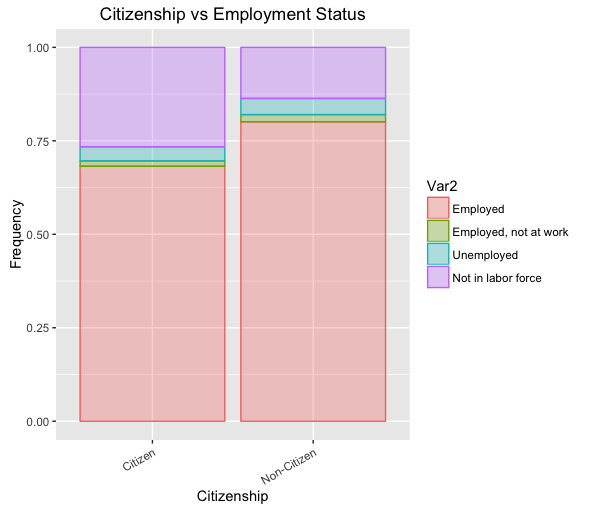 Citizenship vs Employment Status
1.00
0.75
0.50
0.25
0.00
Frequency
Citizen
Non-Citizen
Citizenship
Var2
Employed
Employed, not at work
Unemployed
Not in labor force